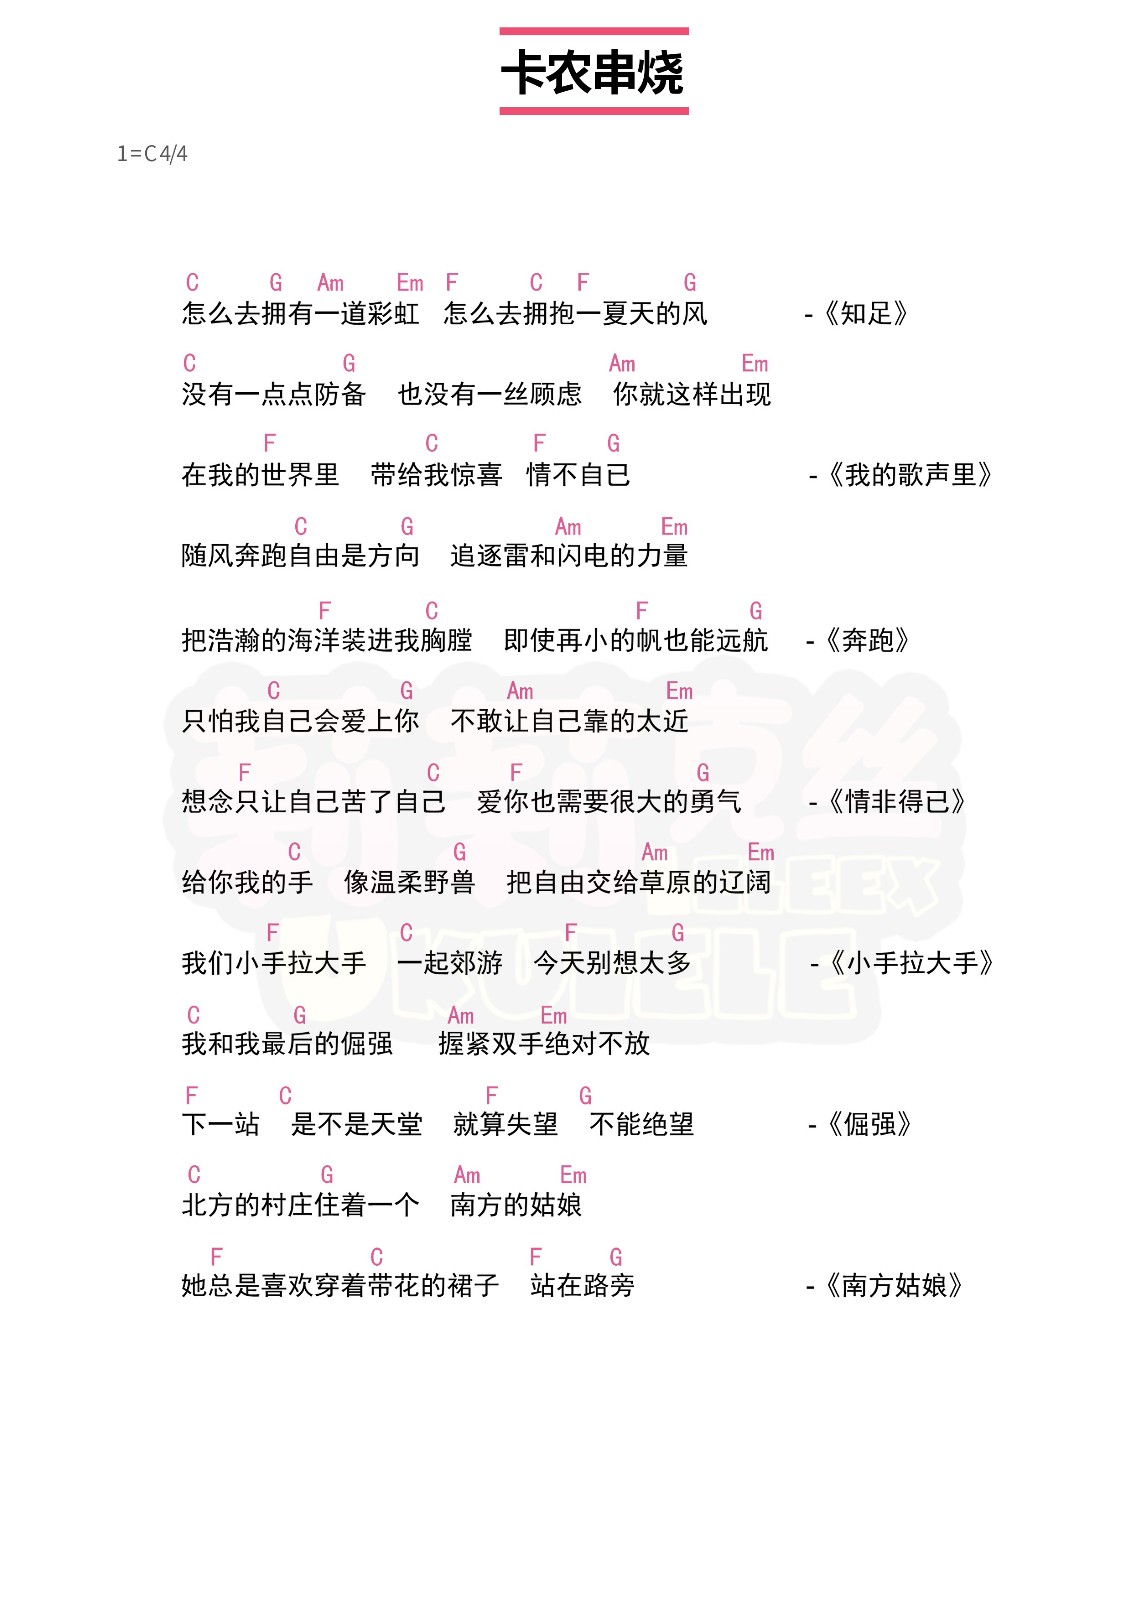 卡农串烧
1=C 4/4
C G Am Em F C F G
怎么去拥有一道彩虹 怎么去拥抱一夏天的风 -《知足》
C G Am Em
没有一点点防备 也没有一丝顾虑 你就这样出现
F C F G
在我的世界里 带给我惊喜 情不自已 -《我的歌声里》
C G Am Em
随风奔跑自由是方向 追逐雷和闪电的力量
F C F G
把浩瀚的海洋装进我胸膛 即使再小的帆也能远航 -《奔跑》
C G Am Em
只怕我自己会爱上你 不敢让自己靠的太近
F C F G
想念只让自己苦了自己 爱你也需要很大的勇气 -《情非得已》
C G Am Em
给你我的手 像温柔野兽 把自由交给草原的辽阔
F C F G
我们小手拉大手 一起郊游 今天别想太多 -《小手拉大手》
C G Am Em
我和我最后的倔强 握紧双手绝对不放
F C F G
下一站 是不是天堂 就算失望 不能绝望 -《倔强》
C G Am Em
北方的村庄住着一个 南方的姑娘
F C F G
她总是喜欢穿着带花的裙子 站在路旁 -《南方姑娘》
莉莉克丝
LILEEX
UKULELE